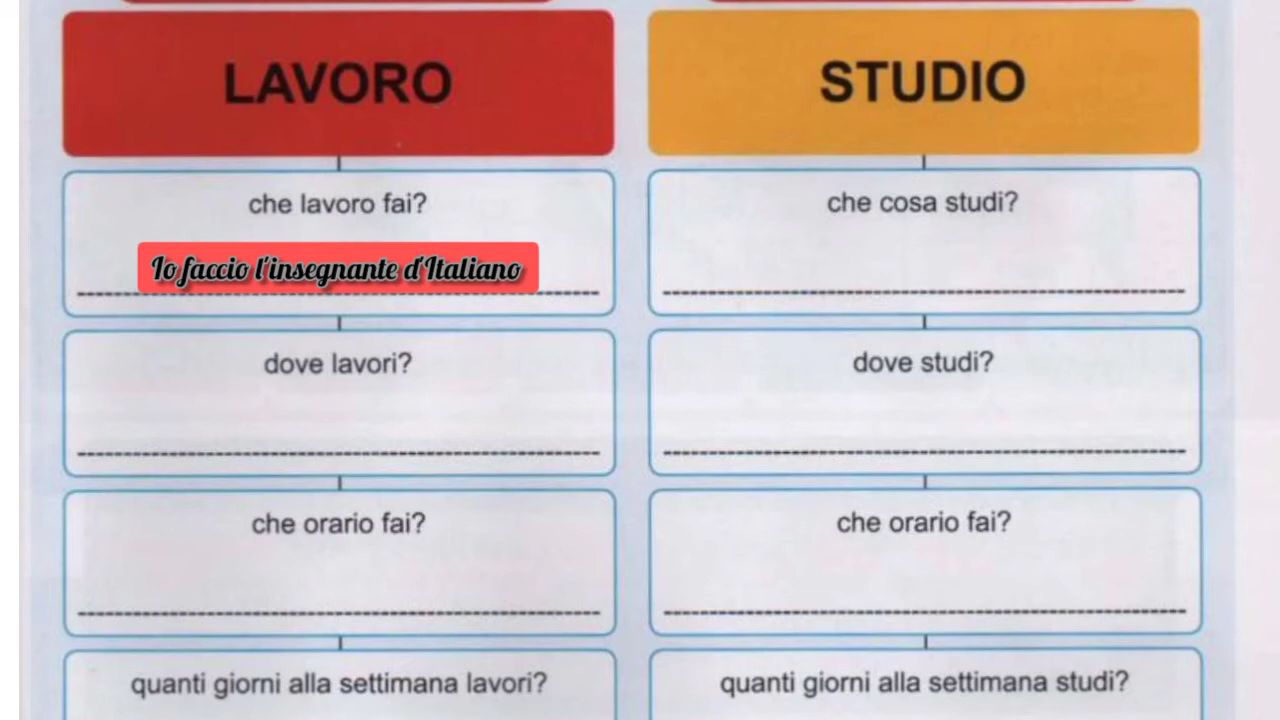 LAVORO
che lavoro fai?
Io faccio l'insegnante d'Italiano
dove lavori?
che orario fai?
quanti giorni alla settimana lavori?
STUDIO
che cosa studi?
dove studi?
che orario fai?
quanti giorni alla settimana studi?